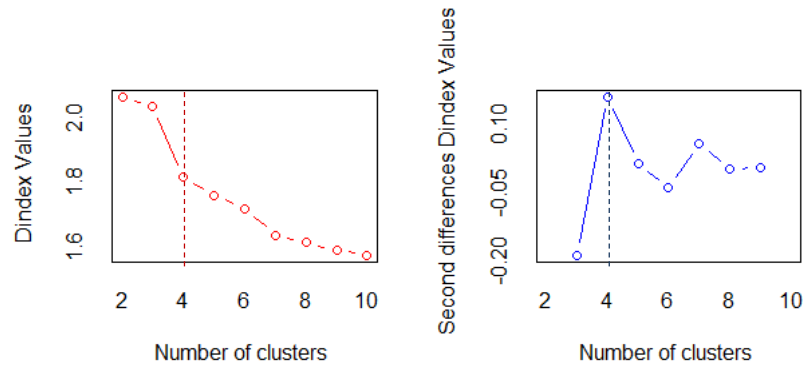 Dindex Values
2.0
1.8
1.6
2 4 6 8 10
Number of clusters
Second differences Dindex Values
0.10
-0.05
-0.20
2 4 6 8 10
Number of clusters